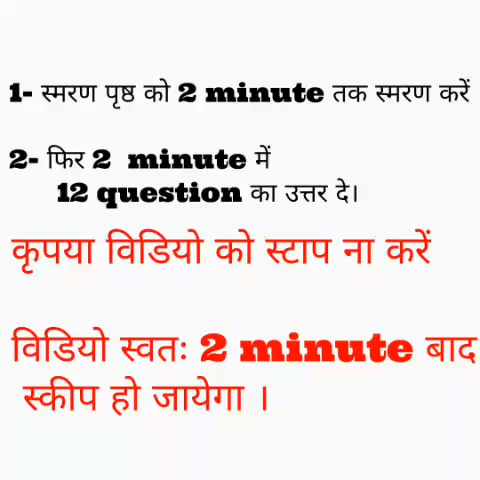 1- स्मरण पृष्ठ को 2 minute तक स्मरण करें
2- फिर 2 minute में
12 question का उत्तर दे।
कृपया विडियो को स्टाप ना करें
विडियो स्वतः 2 minute बाद
स्कीप हो जायेगा ।